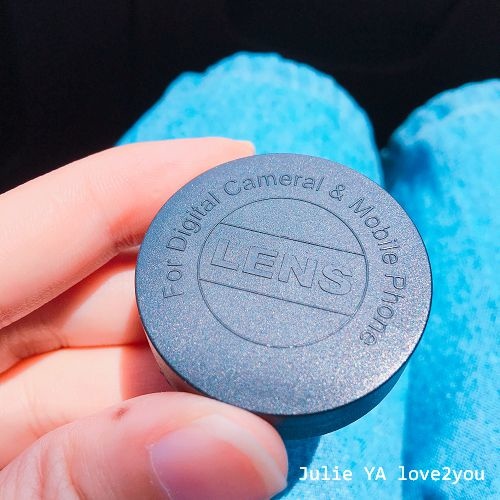 For Digital Cameral & Mobile Phone
LENS
Julie YA love2you